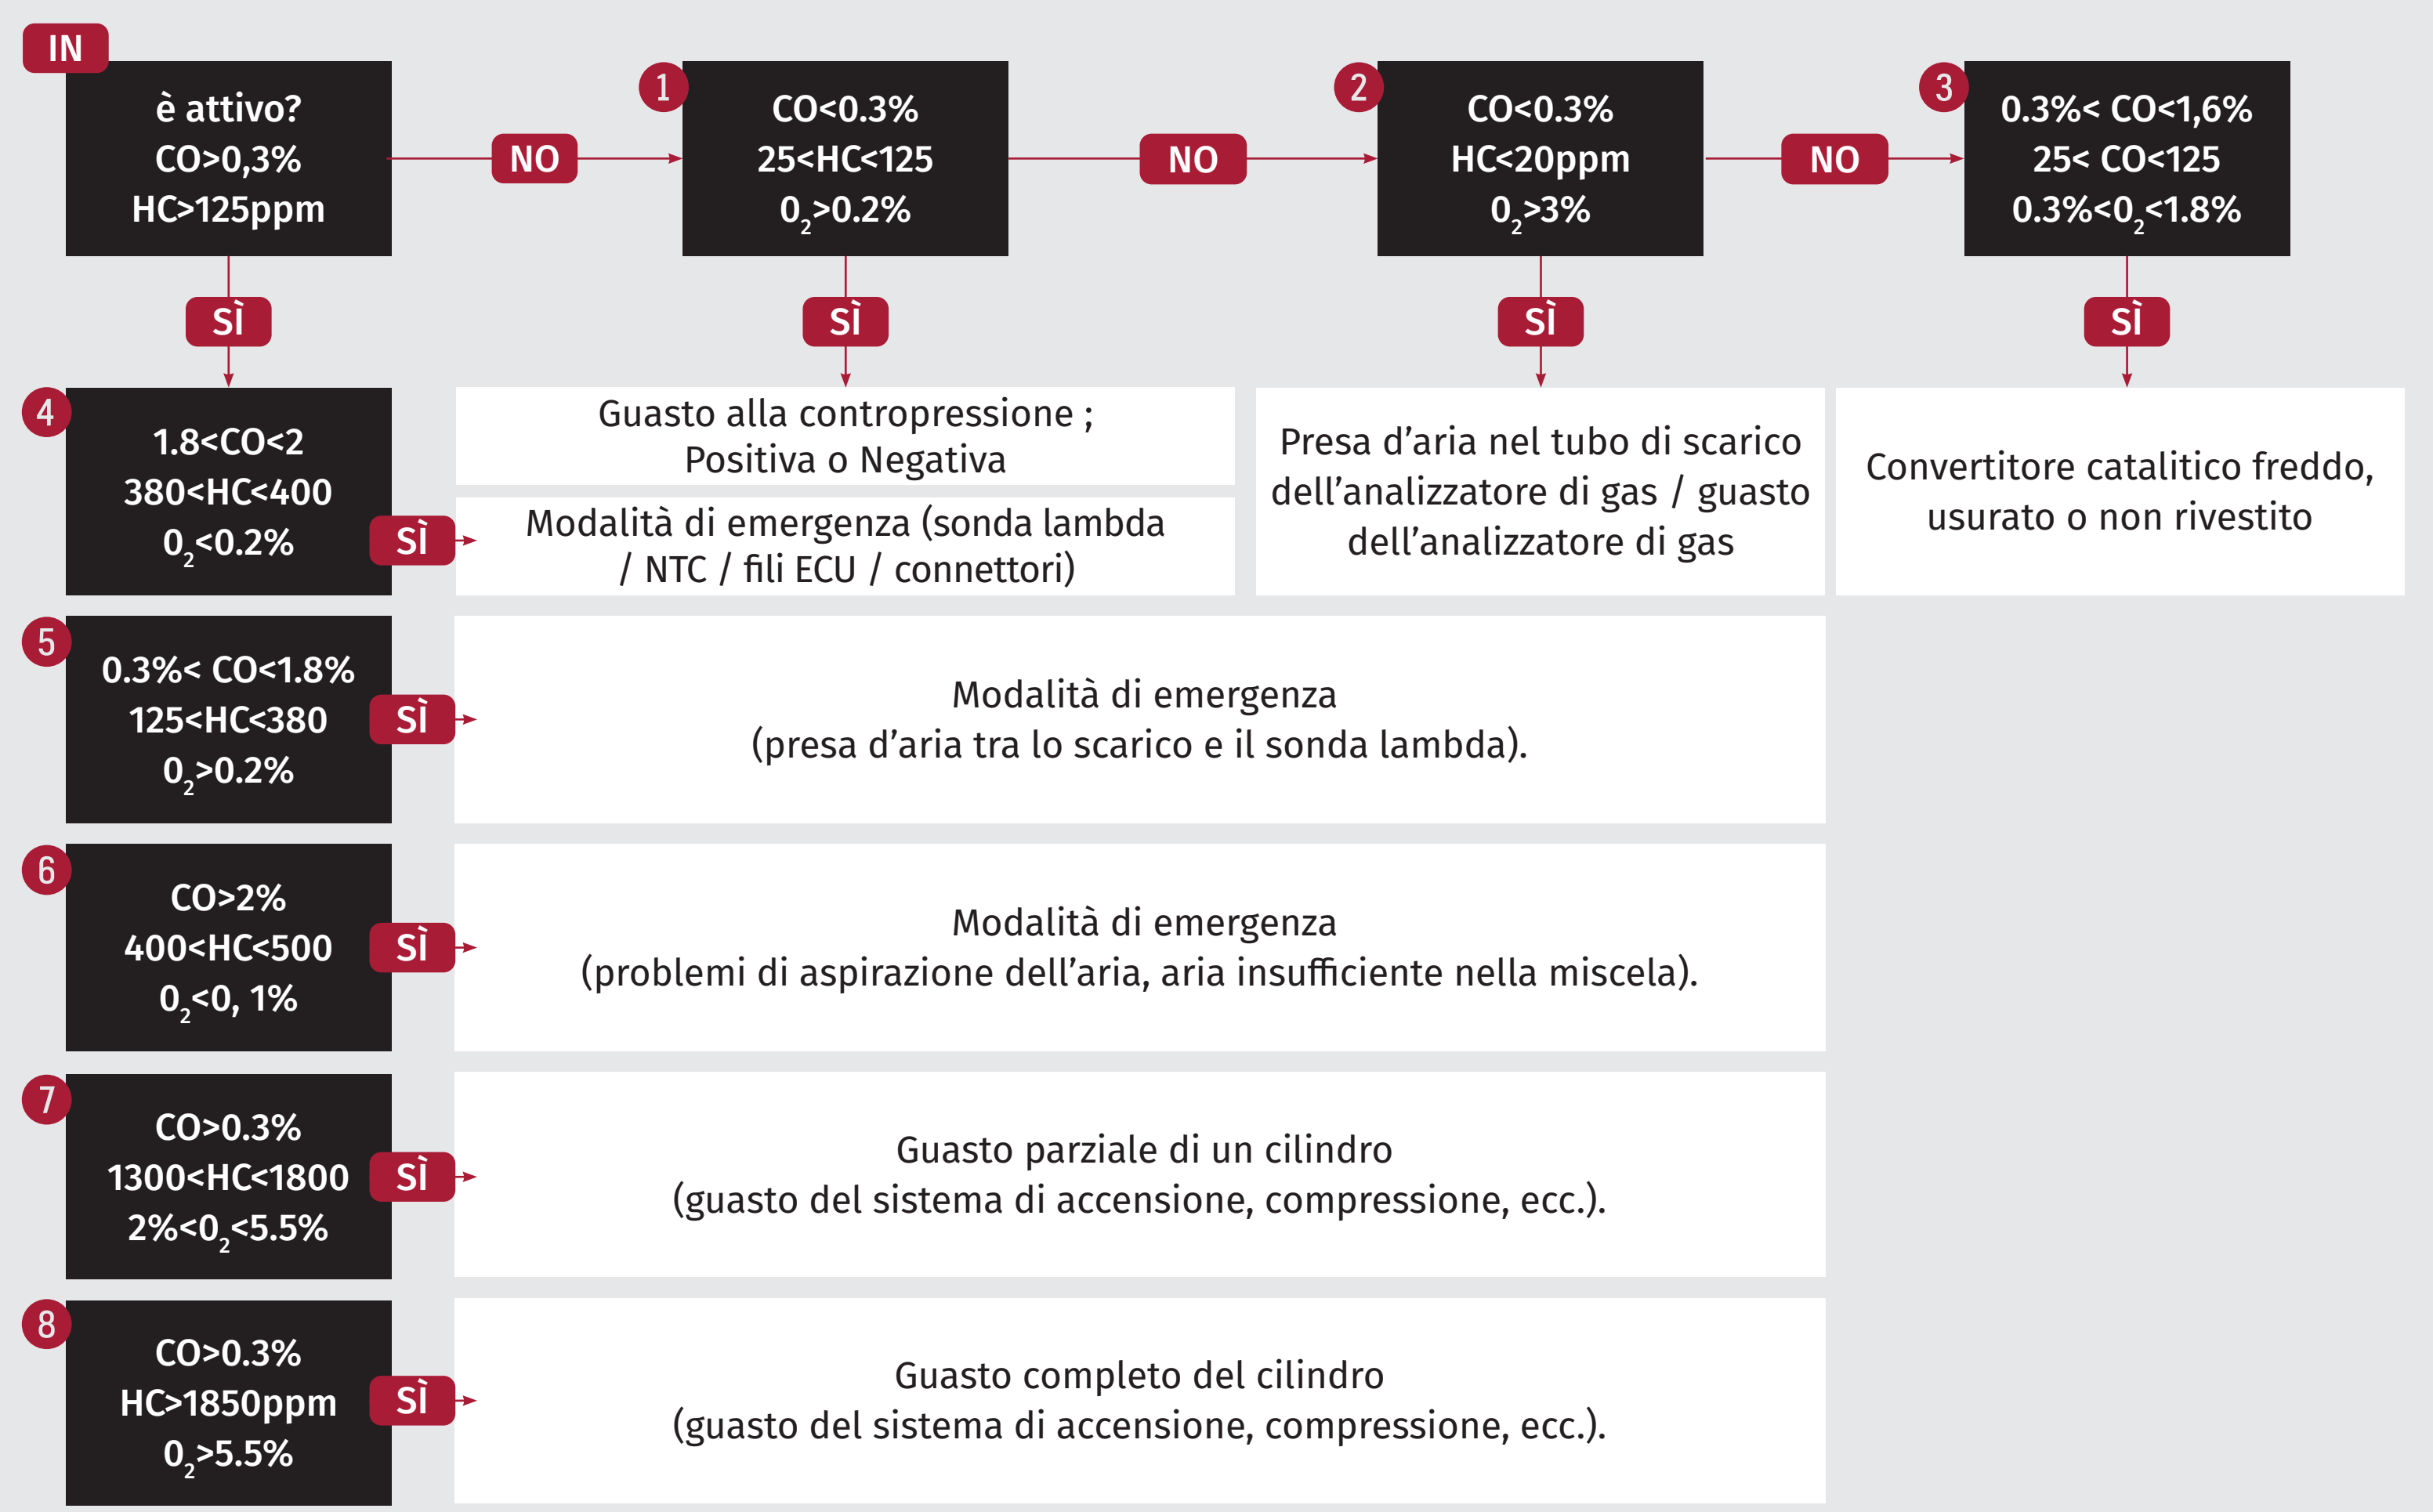 IN
è attivo?
CO>0,3%
HC>125ppm
NO
1
CO<0.3%
25<HC<125
0₂>0.2%
NO
2
CO<0.3%
HC<20ppm
0₂>3%
NO
3
0.3%< CO<1,6%
25< CO<125
0.3%<0₂<1.8%
SÌ
SÌ
SÌ
SÌ
4
1.8<CO<2
380<HC<400
0₂<0.2%
SÌ
Guasto alla contropressione ;
Positiva o Negativa
Modalità di emergenza (sonda lambda
/ NTC / fili ECU / connettori)
Presa d’aria nel tubo di scarico
dell’analizzatore di gas / guasto
dell’analizzatore di gas
Convertitore catalitico freddo,
usurato o non rivestito
5
0.3%< CO<1.8%
125<HC<380
0₂>0.2%
SÌ
Modalità di emergenza
(presa d’aria tra lo scarico e il sonda lambda).
6
CO>2%
400<HC<500
0₂<0, 1%
SÌ
Modalità di emergenza
(problemi di aspirazione dell’aria, aria insufficiente nella miscela).
7
CO>0.3%
1300<HC<1800
2%<0₂<5.5%
SÌ
Guasto parziale di un cilindro
(guasto del sistema di accensione, compressione, ecc.).
8
CO>0.3%
HC>1850ppm
0₂>5.5%
SÌ
Guasto completo del cilindro
(guasto del sistema di accensione, compressione, ecc.).